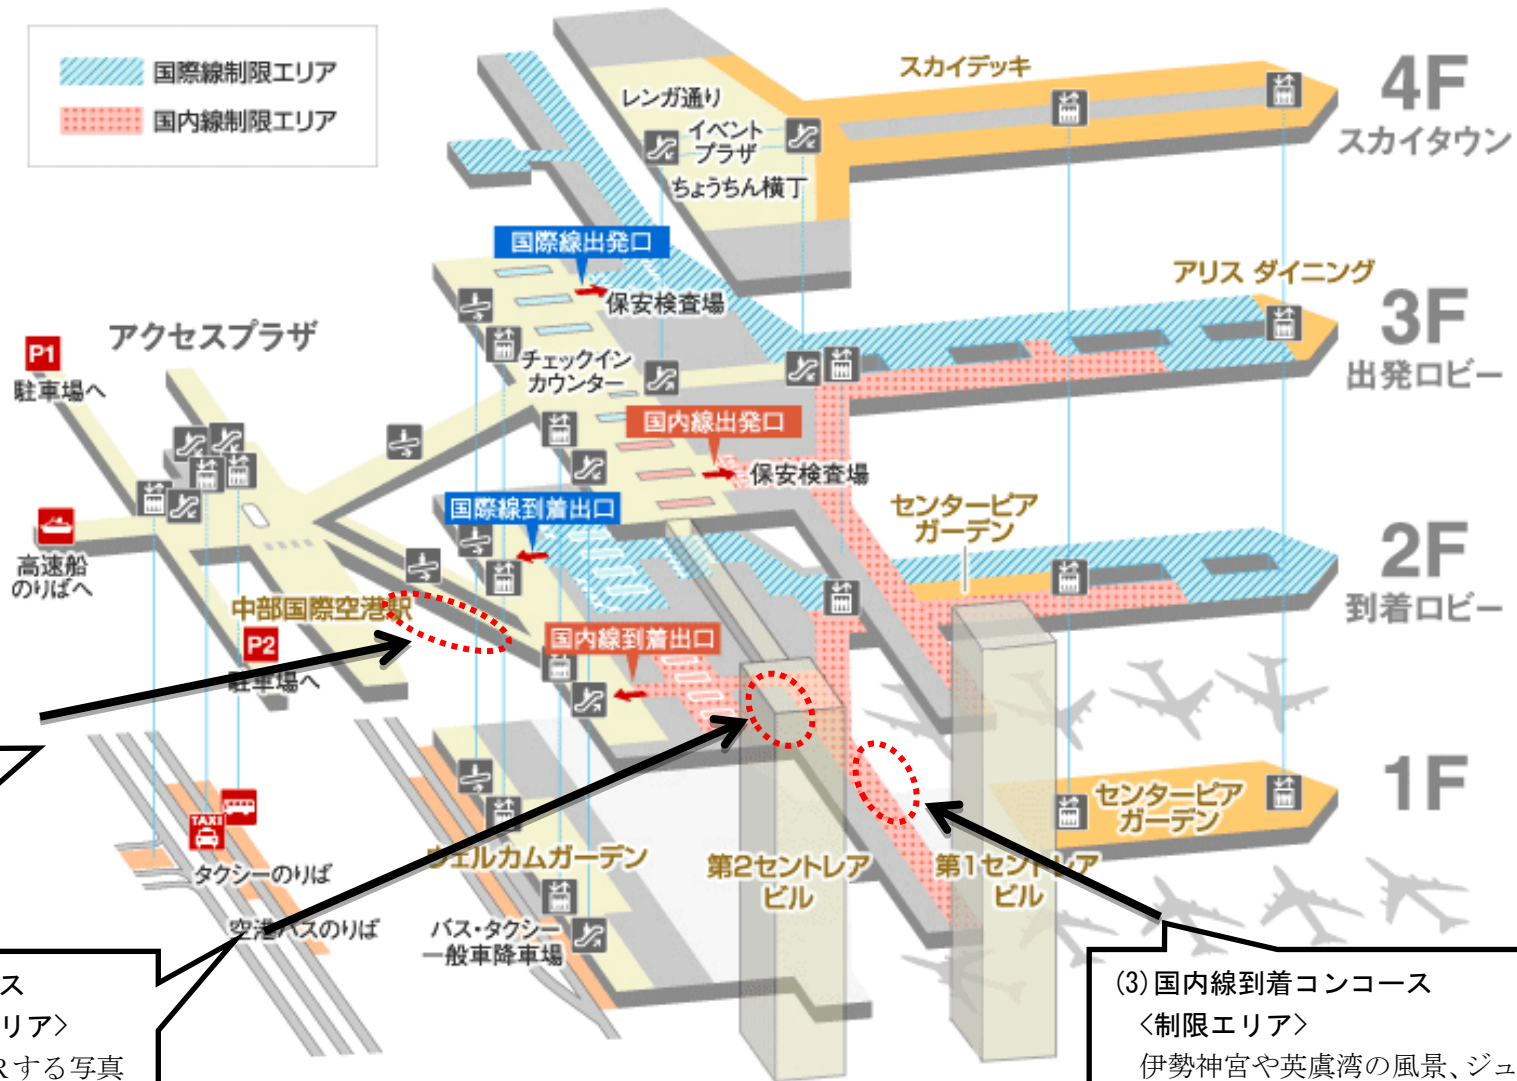 国際線制限エリア
国内線制限エリア
スカイデッキ
4F
スカイタウン
レンガ通り
イベント
プラザ
ちょうちん横丁
国際線出発口
保安検査場
アリス ダイニング
3F
出発ロビー
アクセスプラザ
P1
駐車場へ
チェックイン
カウンター
国内線出発口
保安検査場
国際線到着出口
センターピア
ガーデン
2F
到着ロビー
高速船
のりばへ
中部国際空港駅
P2
駐車場へ
国内線到着出口
1F
センターピア
ガーデン
TAXI
タクシーのりば
ウェルカムガーデン
第2セントレア
ビル
第1セントレア
ビル
空港バスのりば
バス・タクシー
一般車降車場
ス
リア>
Rする写真
(3)国内線到着コンコース
<制限エリア>
伊勢神宮や英虞湾の風景、ジュ